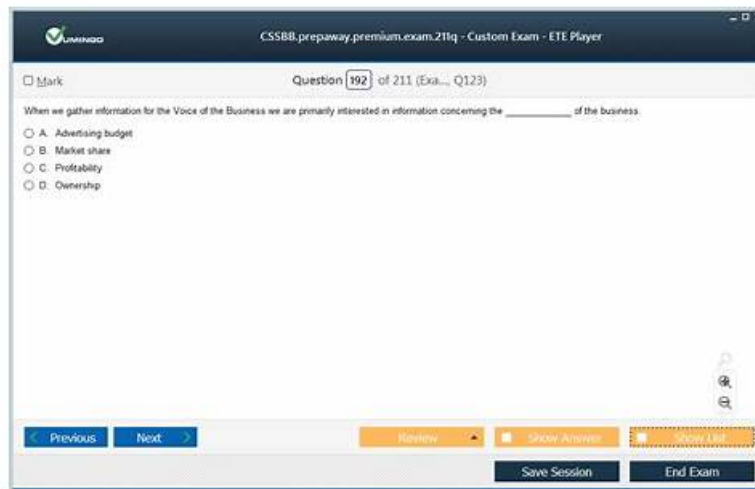 VUMINGO
CSSBB.prepaway.premium.exam.211q - Custom Exam - ETE Player
Mark
Question 192 of 211 (Exa..., Q123)
When we gather information for the Voice of the Business we are primarily interested in information concerning the ____________ of the business.
A. Advertising budget
B. Market share
C. Profitability
D. Ownership
Previous
Next
Review
Show Answer
Show List
Save Session
End Exam